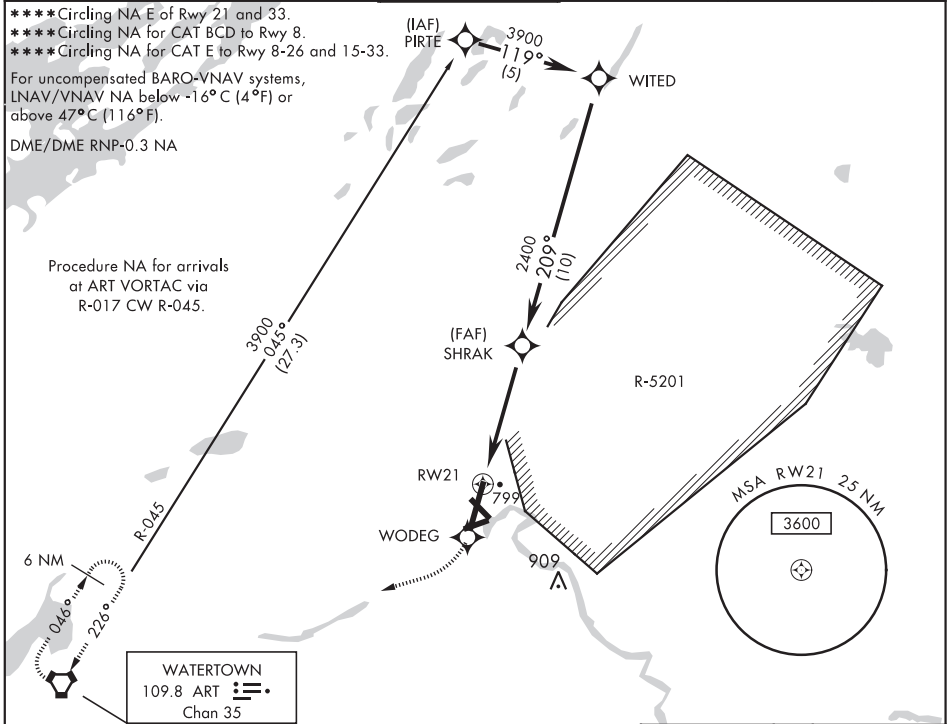 ****Circling NA E of Rwy 21 and 33.
****Circling NA for CAT BCD to Rwy 8.
****Circling NA for CAT E to Rwy 8-26 and 15-33.
For uncompensated BARO-VNAV systems,
LNAV/VNAV NA below -16°C (4°F) or
above 47°C (116°F).
DME/DME RNP-0.3 NA
(IAF)
PIRTE
3900
119°
(5)
WITED
Procedure NA for arrivals
at ART VORTAC via
R-017 CW R-045.
2400
209°
(10)
3900
045°
(27.3)
(FAF)
SHRAK
R-5201
RW21
799
MSA RW21 25 NM
3600
R-045
WODEG
909
6 NM
046°
226°
WATERTOWN
109.8 ART
Chan 35